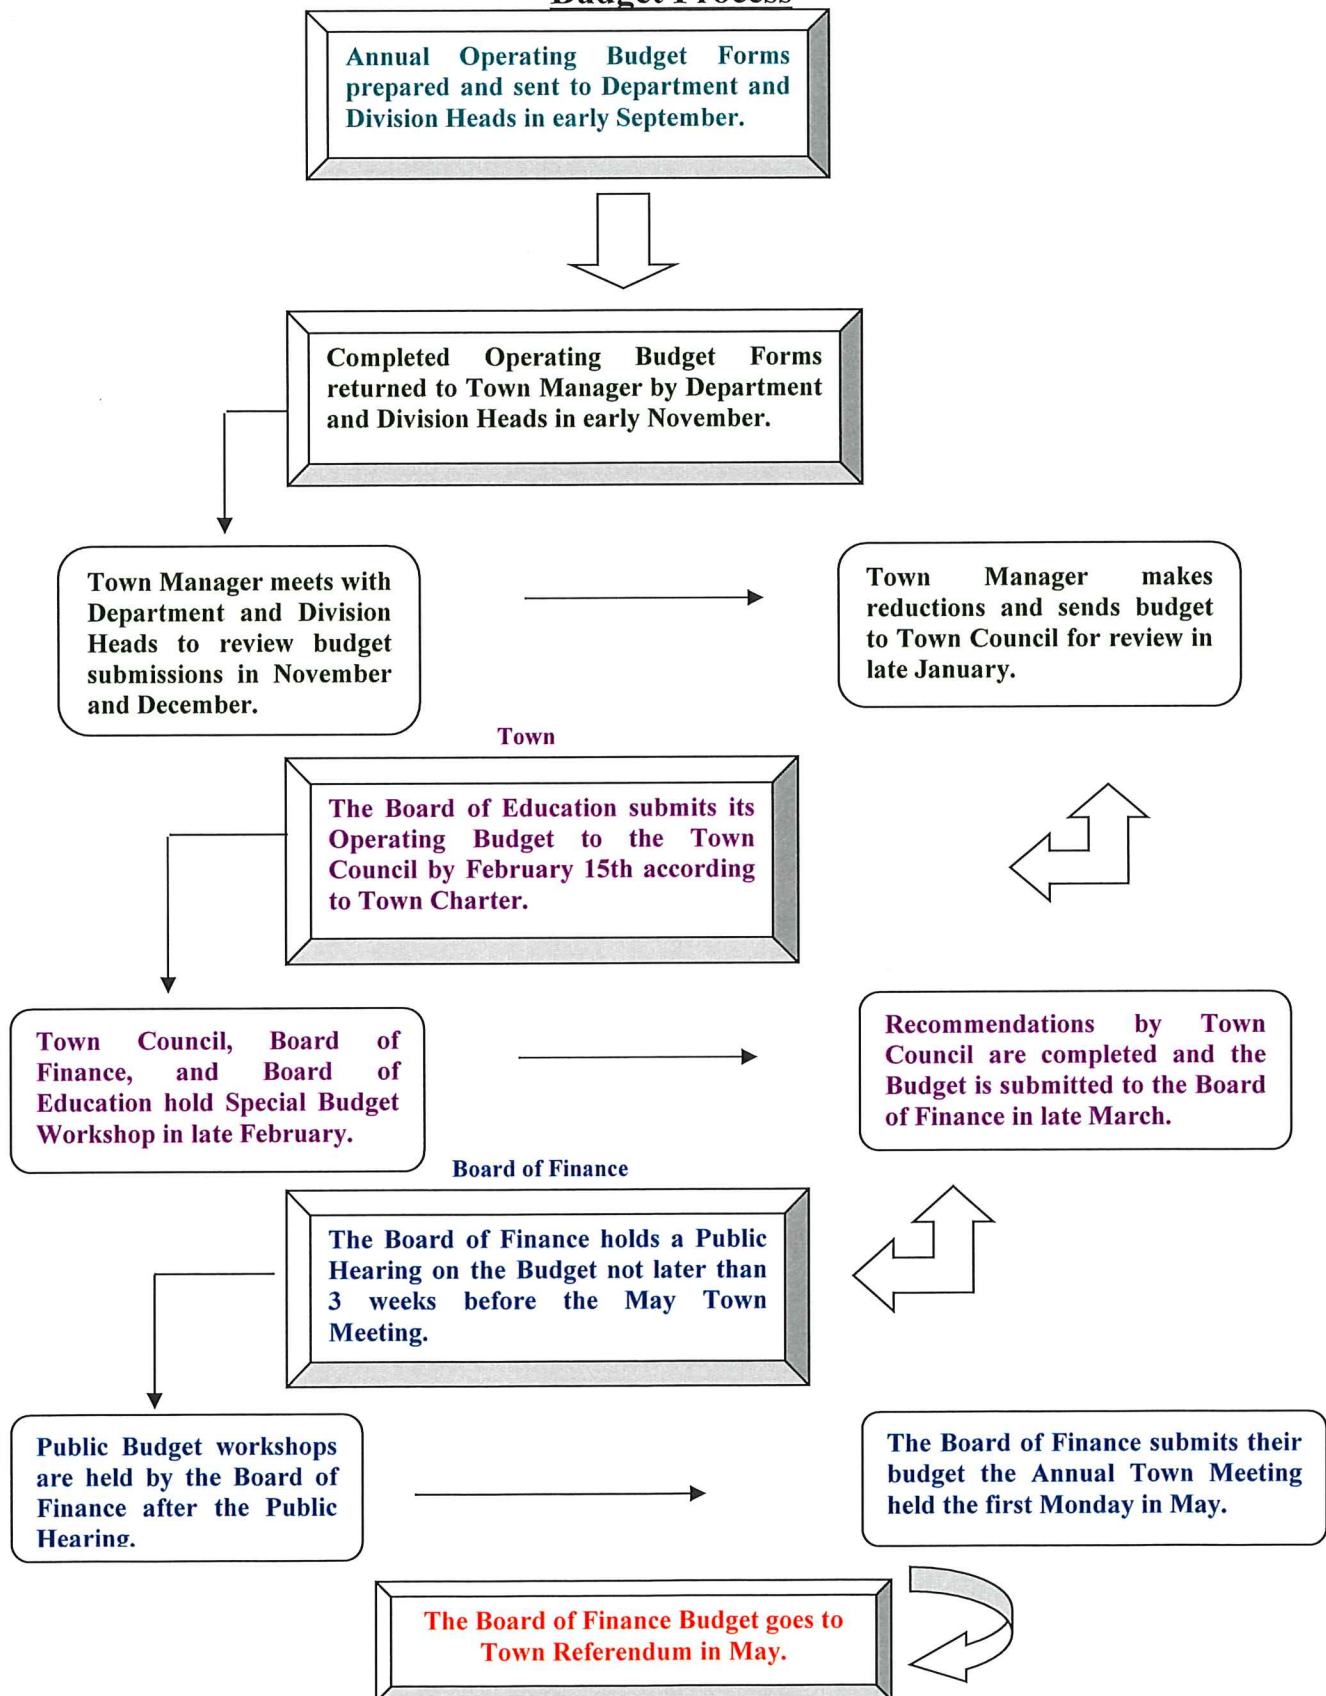 Budget Process
Annual Operating Budget Forms
prepared and sent to Department and
Division Heads in early September.
Completed Operating Budget Forms
returned to Town Manager by Department
and Division Heads in early November.
Town Manager meets with
Department and Division
Heads to review budget
submissions in November
and December.
Town Manager makes
reductions and sends budget
to Town Council for review in
late January.
Town
The Board of Education submits its
Operating Budget to the Town
Council by February 15th according
to Town Charter.
Town Council, Board of
Finance, and Board of
Education hold Special Budget
Workshop in late February.
Recommendations by Town
Council are completed and the
Budget is submitted to the Board
of Finance in late March.
Board of Finance
The Board of Finance holds a Public
Hearing on the Budget not later than
3 weeks before the May Town
Meeting.
Public Budget workshops
are held by the Board of
Finance after the Public
Hearing.
The Board of Finance submits their
budget the Annual Town Meeting
held the first Monday in May.
The Board of Finance Budget goes to
Town Referendum in May.